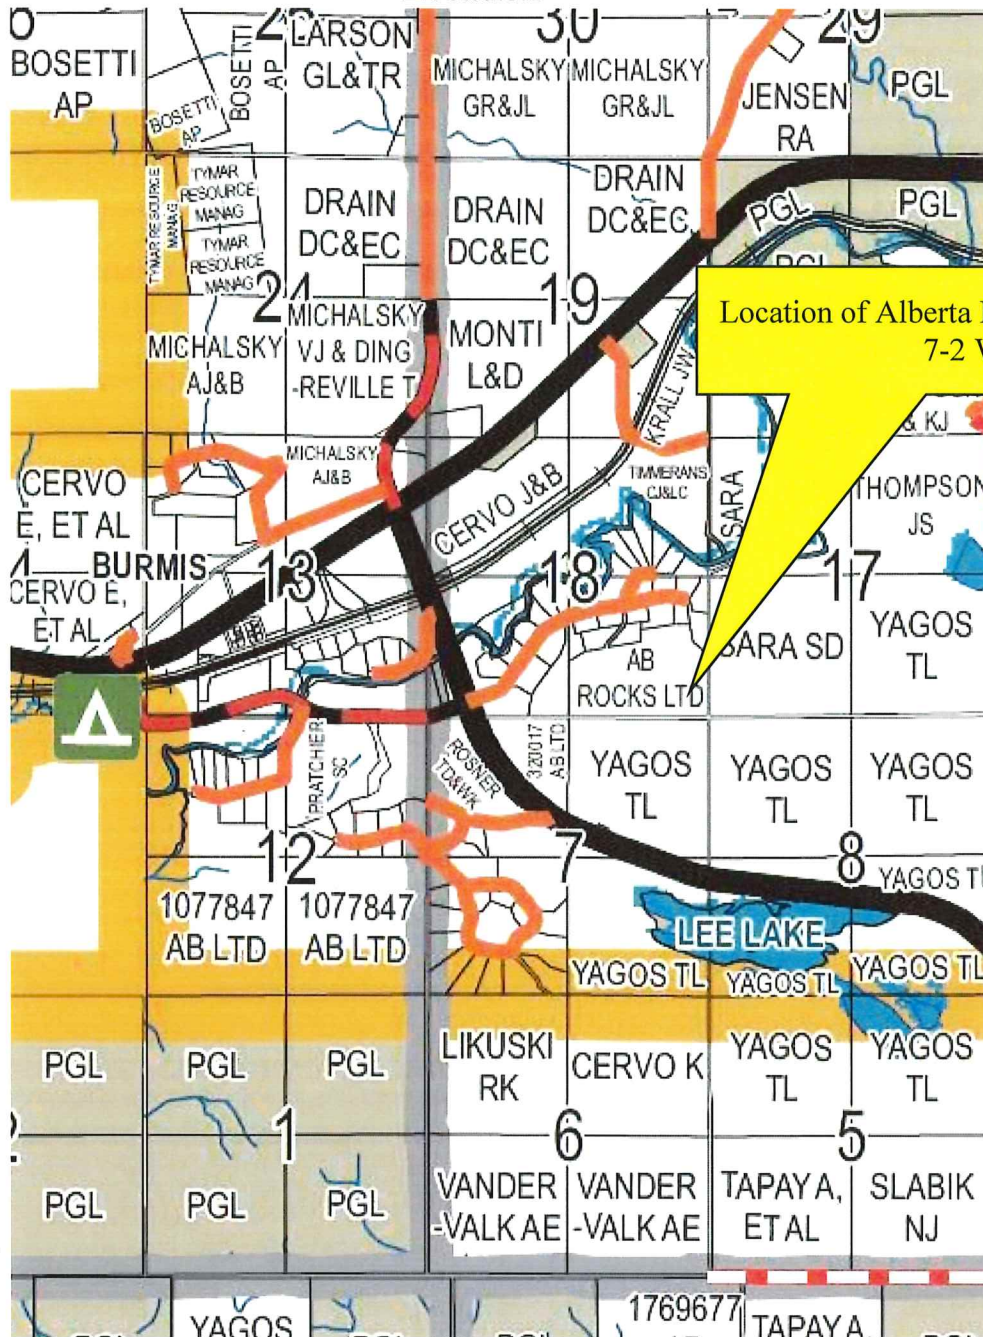 30
29
BOSETTI
AP
BOSETTI
AP
LARSON
GL&TR
MICHALSKY
GR&JL
MICHALSKY
GR&JL
JENSEN
RA
PGL
BOSETTI
AP
TYMAR RESOURCE
MANAG
TYMAR
RESOURCE
MANAG
TYMAR
RESOURCE
MANAG
DRAIN
DC&EC
DRAIN
DC&EC
DRAIN
DC&EC
PGL
PGL
24
19
Location of Alberta
7-2
MICHALSKY
AJ&B
MICHALSKY
VJ & DING
-REVILLE T
MONTI
L&D
KRALL JW
& KJ
CERVO
E, ET AL
MICHALSKY
AJ&B
CERVO J&B
TIMMERANS
CJ&LC
SARA
THOMPSON
JS
BURMIS
13
18
17
CERVO E,
ET AL
AB
ROCKS LTD
SARA SD
YAGOS
TL
PRATCHER
SC
ROSNER
TD&WK
320017
AB LTD
YAGOS
TL
YAGOS
TL
YAGOS
TL
12
7
8
1077847
AB LTD
1077847
AB LTD
YAGOS TL
LEE LAKE
YAGOS TL
YAGOS TL
YAGOS TL
PGL
PGL
PGL
LIKUSKI
RK
CERVO K
YAGOS
TL
YAGOS
TL
1
6
5
PGL
PGL
PGL
VANDER
-VALK AE
VANDER
-VALK AE
TAPAY A,
ET AL
SLABIK
NJ
YAGOS
1769677
TAPAY A,